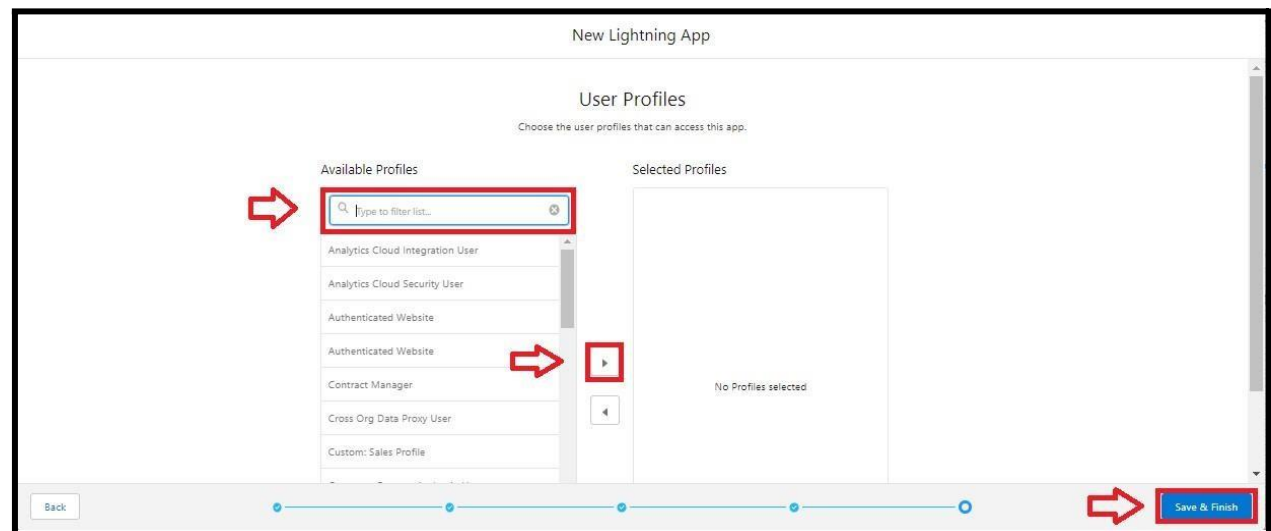 New Lightning App
User Profiles
Choose the user profiles that can access this app.
Available Profiles
Selected Profiles
Type to filter list...
Analytics Cloud Integration User
Analytics Cloud Security User
Authenticated Website
Authenticated Website
Contract Manager
Cross Org Data Proxy User
Custom: Sales Profile
No Profiles selected
Back
Save & Finish